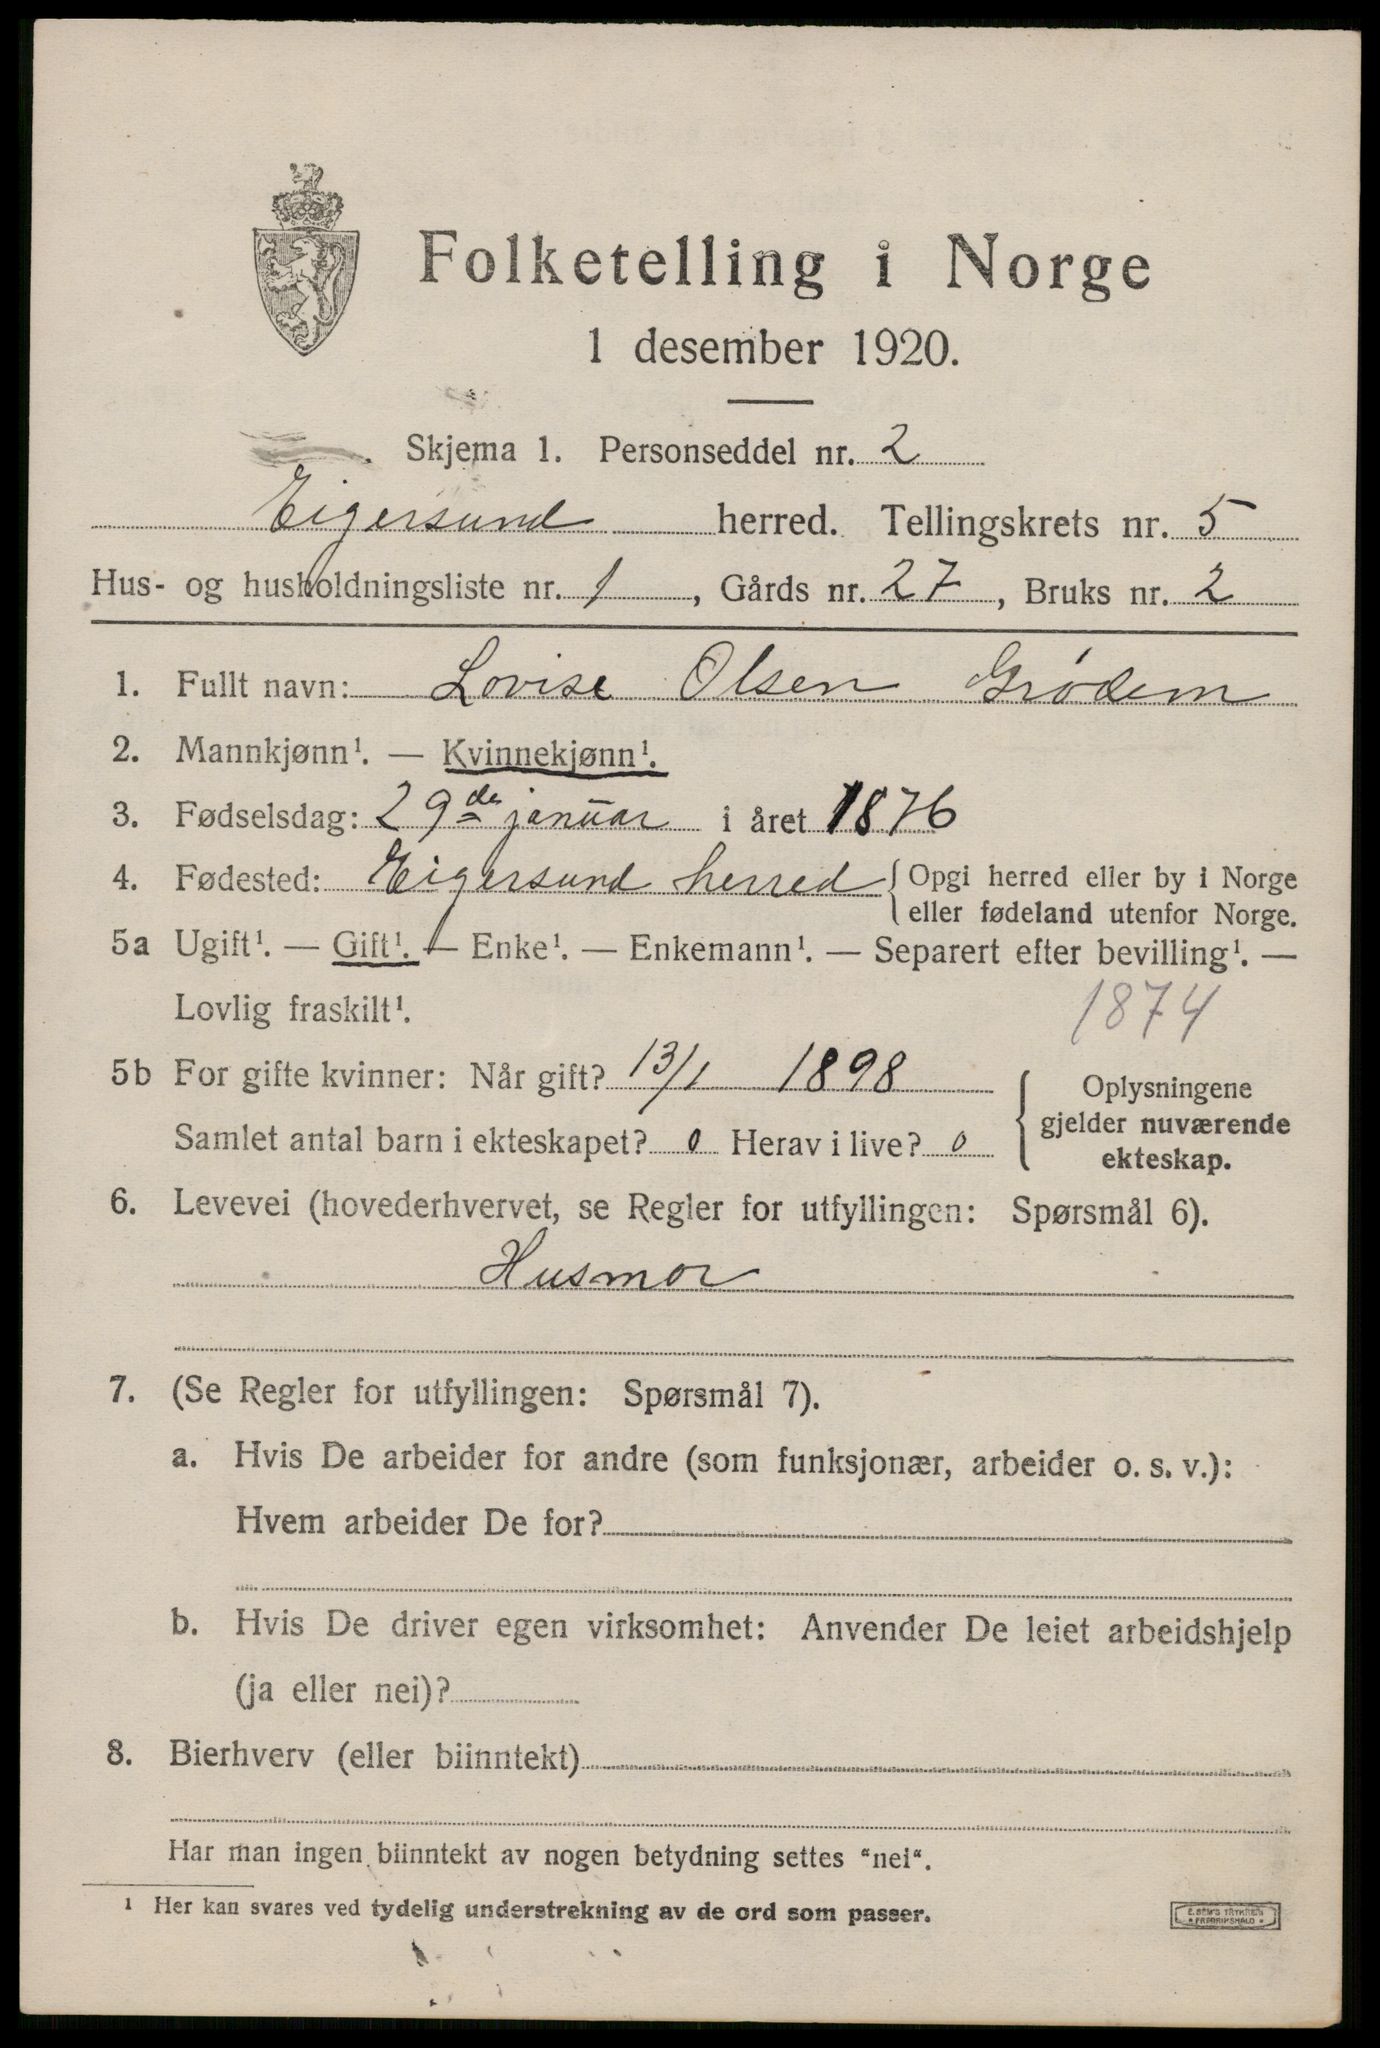 Folketelling i Norge
1 desember 1920.
Skjema 1. Personseddel nr. 2
Eigersund herred. Tellingskrets nr. 5
Hus- og husholdningsliste nr. 1, Gårds nr. 27, Bruks nr. 2
1. Fullt navn: Lovise Olsen Grödem
2. Mannkjønn¹. — Kvinnekjønn¹.
3. Fødselsdag: 29de januar i året 1876
4. Fødested: Eigersund herred { Opgi herred eller by i Norge
eller fødeland utenfor Norge.
5a Ugift¹. — Gift¹. — Enke¹. — Enkemann¹. — Separert efter bevilling¹. —
Lovlig fraskilt¹. 1874
5b For gifte kvinner: Når gift? 13/1 1898
Samlet antal barn i ekteskapet? 0 Herav i live? 0
{ Oplysningene
gjelder nuværende
ekteskap.
6. Levevei (hovederhvervet, se Regler for utfyllingen: Spørsmål 6).
Husmor
7. (Se Regler for utfyllingen: Spørsmål 7).
a. Hvis De arbeider for andre (som funksjonær, arbeider o. s. v.):
Hvem arbeider De for?
b. Hvis De driver egen virksomhet: Anvender De leiet arbeidshjelp
(ja eller nei)?
8. Bierhverv (eller biinntekt)
Har man ingen biinntekt av nogen betydning settes "nei".
1 Her kan svares ved tydelig understrekning av de ord som passer.
E. SEM'S TRYKKERI
* FREDRIKSHALD *